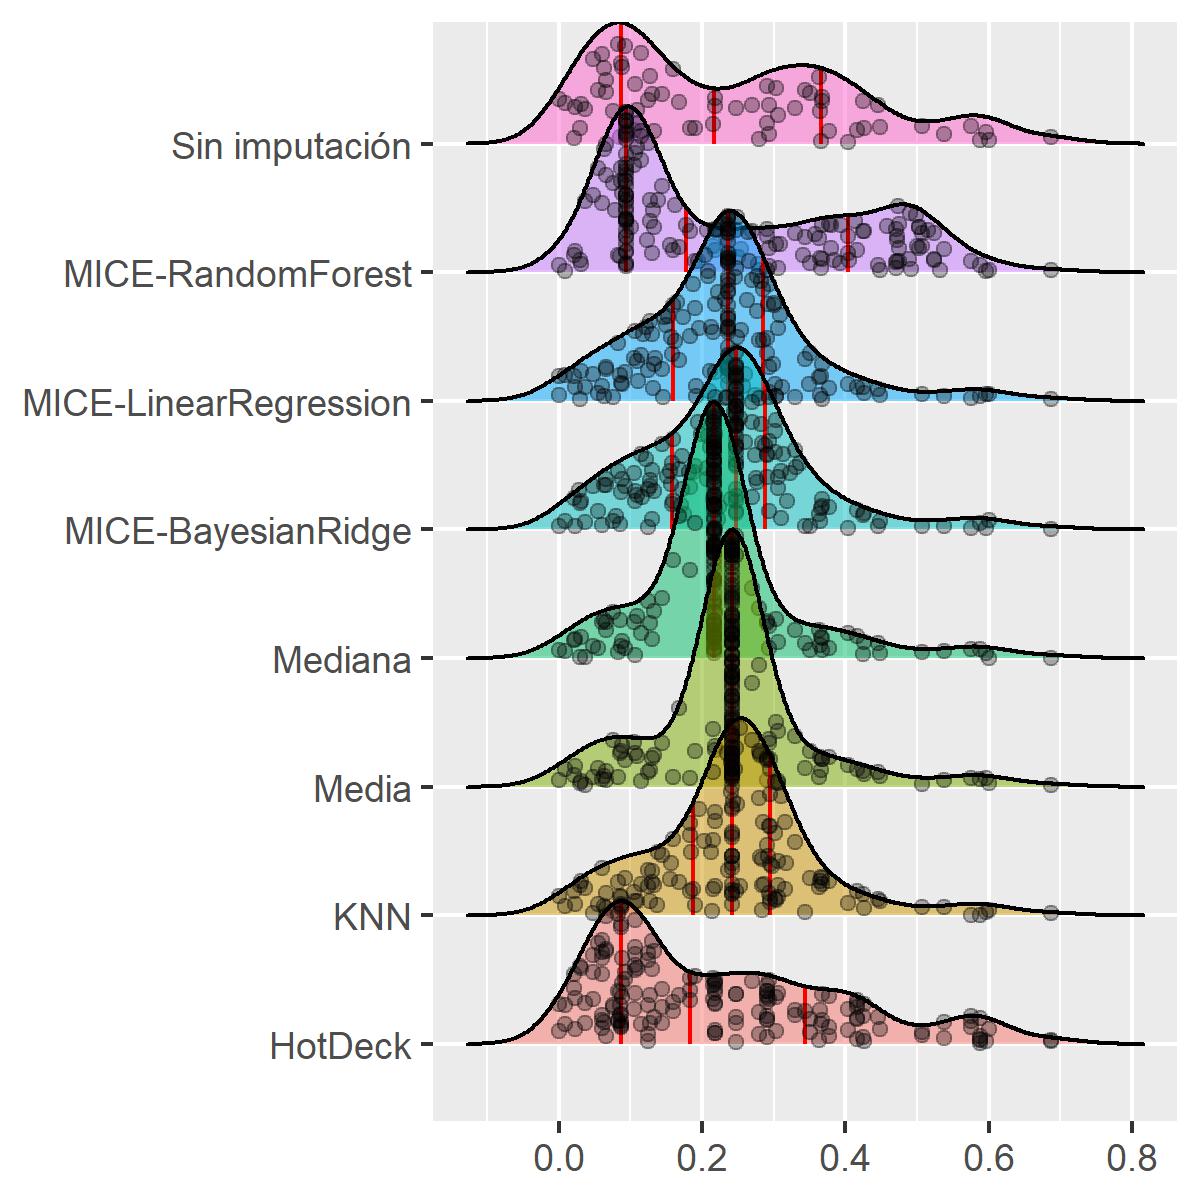 Sin imputación
MICE-RandomForest
MICE-LinearRegression
MICE-BayesianRidge
Mediana
Media
KNN
HotDeck
0.0 0.2 0.4 0.6 0.8